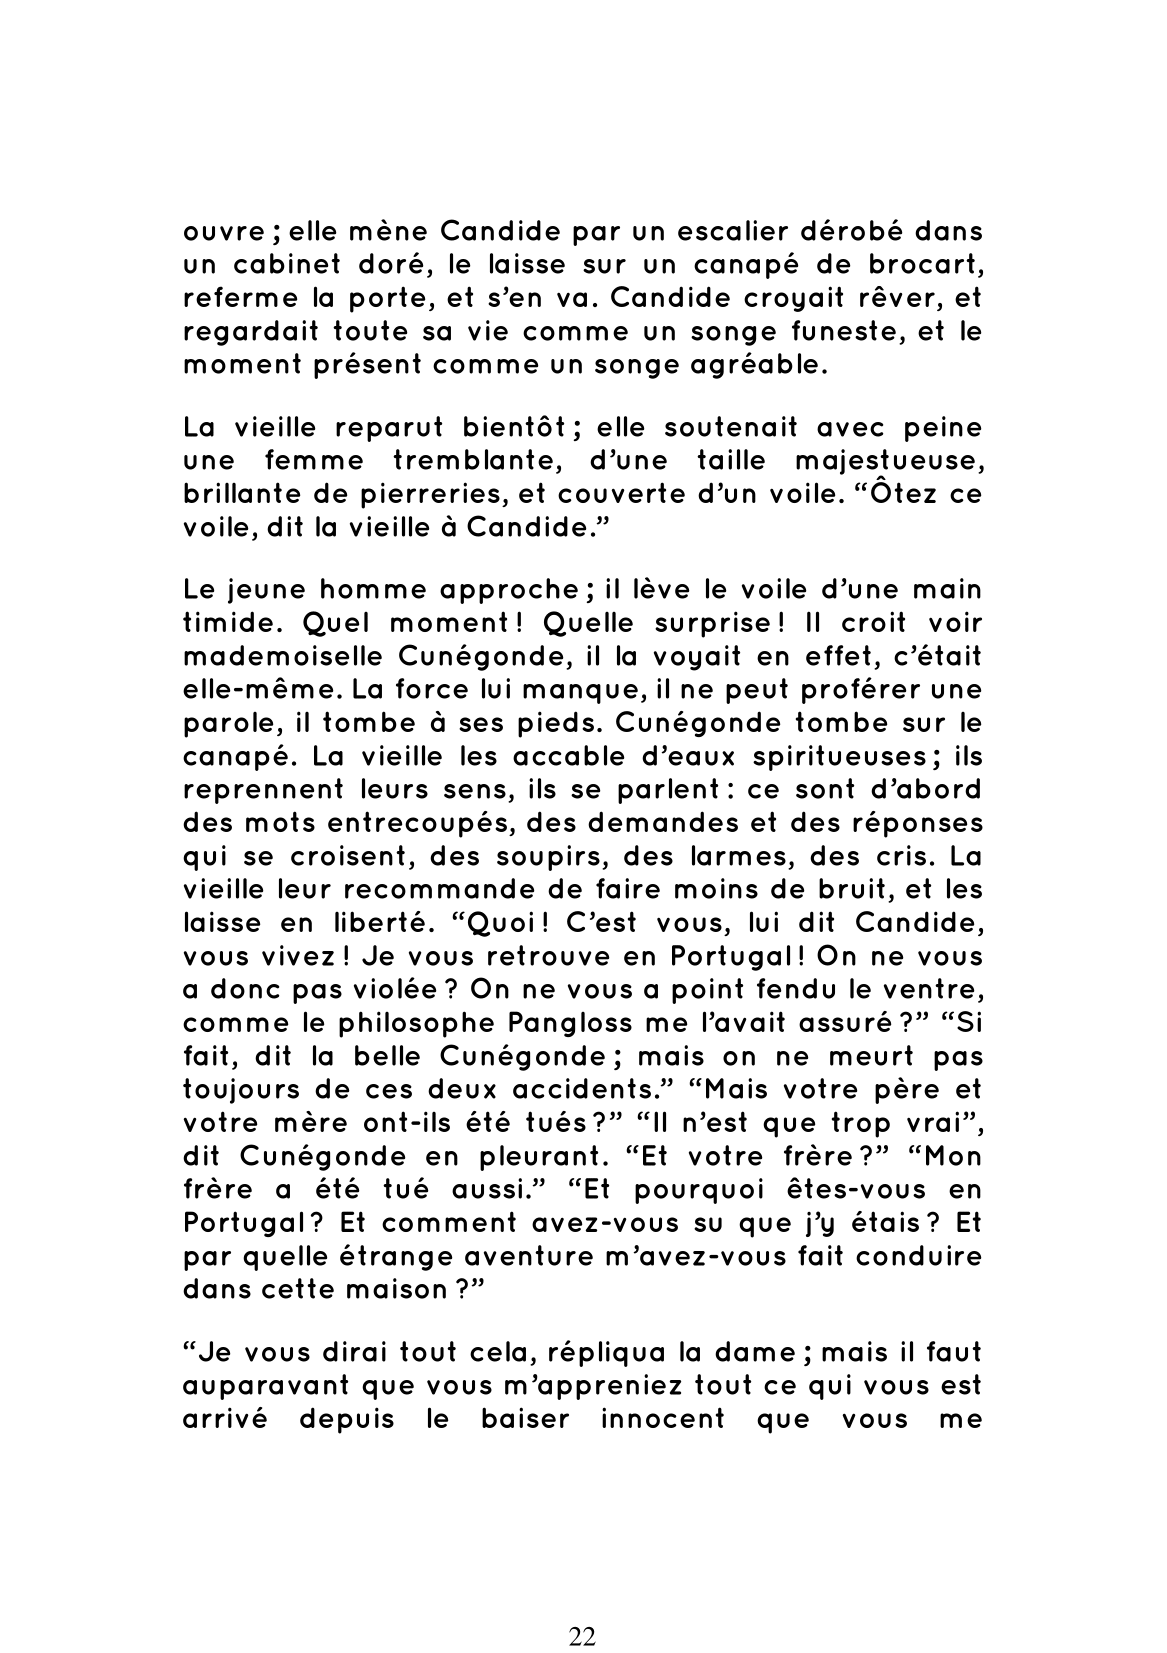 ouvre ; elle mène Candide par un escalier dérobé dans
un cabinet doré, le laisse sur un canapé de brocart,
referme la porte, et s’en va. Candide croyait rêver, et
regardait toute sa vie comme un songe funeste, et le
moment présent comme un songe agréable.
La vieille reparut bientôt ; elle soutenait avec peine
une femme tremblante, d’une taille majestueuse,
brillante de pierreries, et couverte d’un voile. “Ôtez ce
voile, dit la vieille à Candide.”
Le jeune homme approche ; il lève le voile d’une main
timide. Quel moment ! Quelle surprise ! Il croit voir
mademoiselle Cunégonde, il la voyait en effet, c’était
elle-même. La force lui manque, il ne peut proférer une
parole, il tombe à ses pieds. Cunégonde tombe sur le
canapé. La vieille les accable d’eaux spiritueuses ; ils
reprennent leurs sens, ils se parlent : ce sont d’abord
des mots entrecoupés, des demandes et des réponses
qui se croisent, des soupirs, des larmes, des cris. La
vieille leur recommande de faire moins de bruit, et les
laisse en liberté. “Quoi ! C’est vous, lui dit Candide,
vous vivez ! Je vous retrouve en Portugal ! On ne vous
a donc pas violée ? On ne vous a point fendu le ventre,
comme le philosophe Pangloss me l’avait assuré ?” “Si
fait, dit la belle Cunégonde ; mais on ne meurt pas
toujours de ces deux accidents.” “Mais votre père et
votre mère ont-ils été tués ?” “Il n’est que trop vrai”,
dit Cunégonde en pleurant. “Et votre frère ?” “Mon
frère a été tué aussi.” “Et pourquoi êtes-vous en
Portugal ? Et comment avez-vous su que j’y étais ? Et
par quelle étrange aventure m’avez-vous fait conduire
dans cette maison ?”
“Je vous dirai tout cela, répliqua la dame ; mais il faut
auparavant que vous m’appreniez tout ce qui vous est
arrivé depuis le baiser innocent que vous me
22